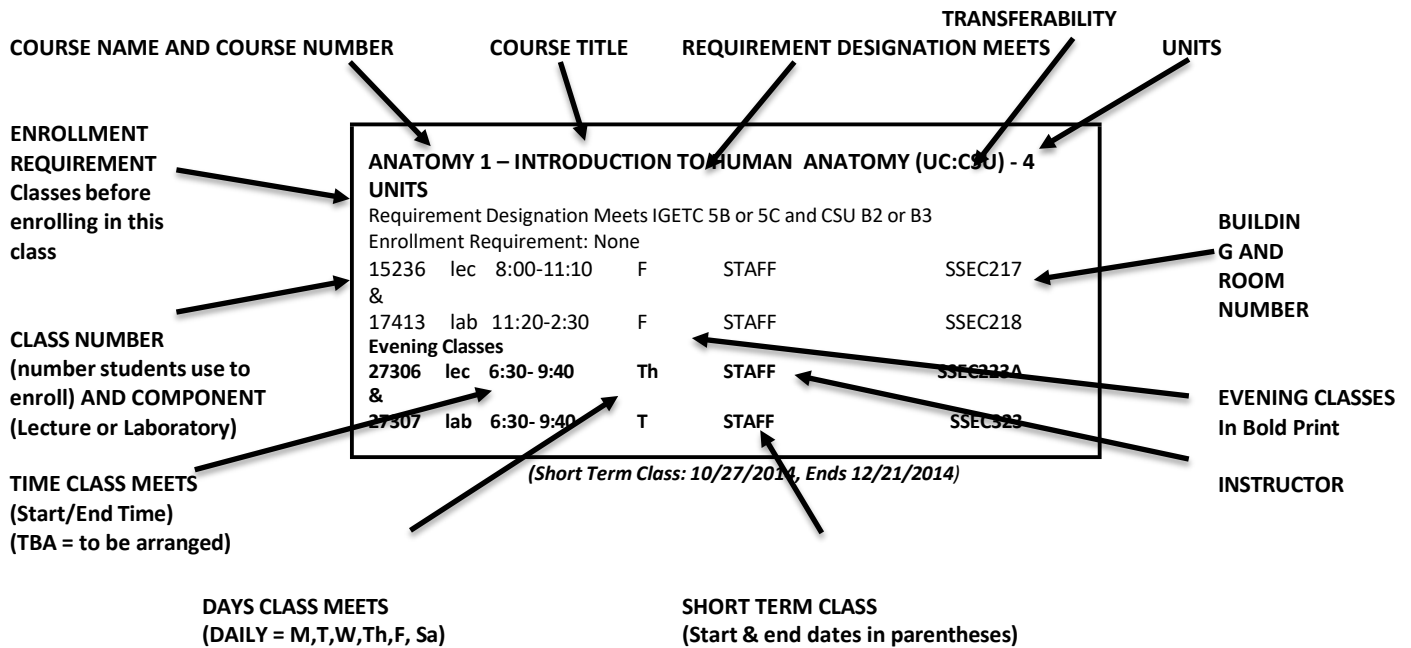 TRANSFERABILITY
COURSE NAME AND COURSE NUMBER COURSE TITLE REQUIREMENT DESIGNATION MEETS UNITS
ENROLLMENT
REQUIREMENT
Classes before
enrolling in this
class
ANATOMY 1 – INTRODUCTION TO HUMAN ANATOMY (UC:CSU) - 4
UNITS
Requirement Designation Meets IGETC 5B or 5C and CSU B2 or B3
Enrollment Requirement: None
15236 lec 8:00-11:10 F STAFF SSEC217
&
17413 lab 11:20-2:30 F STAFF SSEC218
Evening Classes
27306 lec 6:30- 9:40 Th STAFF SSEC223A
&
27307 lab 6:30- 9:40 T STAFF SSEC323
(Short Term Class: 10/27/2014, Ends 12/21/2014)
BUILDIN
G AND
ROOM
NUMBER
CLASS NUMBER
(number students use to
enroll) AND COMPONENT
(Lecture or Laboratory)
EVENING CLASSES
In Bold Print
INSTRUCTOR
TIME CLASS MEETS
(Start/End Time)
(TBA = to be arranged)
DAYS CLASS MEETS
(DAILY = M,T,W,Th,F, Sa)
SHORT TERM CLASS
(Start & end dates in parentheses)